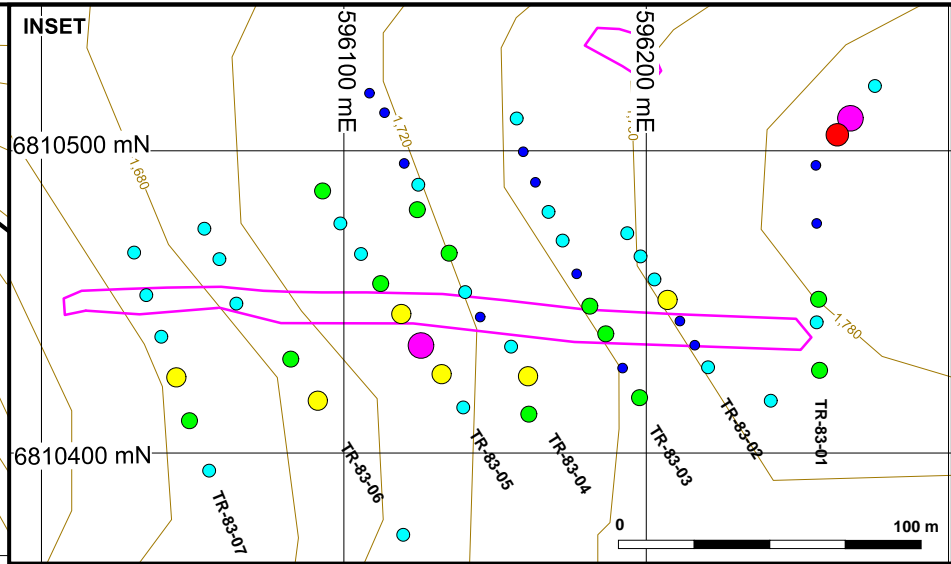 INSET
596100 mE
596200 mE
6810500 mN
1,720
1,680
1,780
6810400 mN
TR-83-07
TR-83-06
TR-83-05
TR-83-04
TR-83-03
TR-83-02
TR-83-01
0
100 m